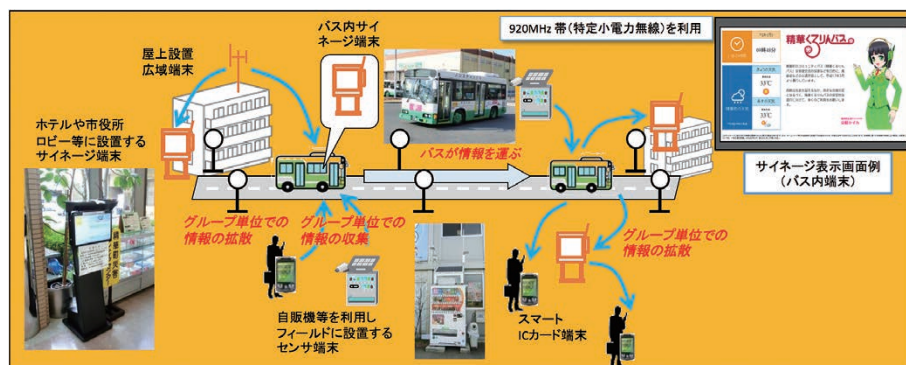 920MHz 帯(特定小電力無線)を利用
バス内サイ
ネージ端末
屋上設置
広域端末
ホテルや市役所
ロビー等に設置する
サイネージ端末
バスが情報を運ぶ
サイネージ表示画面例
(バス内端末)
グループ単位での
情報の拡散
グループ単位での
情報の収集
グループ単位での
情報の拡散
自販機等を利用し
フィールドに設置する
センサ端末
スマート
ICカード端末
精華くるりんバス
33℃
33℃